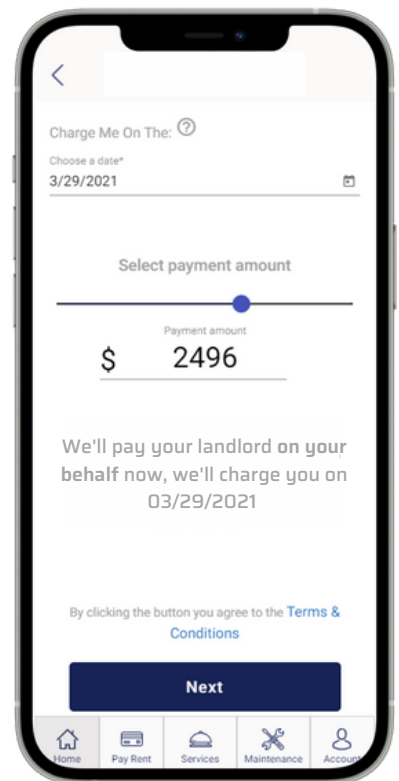 Charge Me On The: ?
Choose a date*
3/29/2021
Select payment amount
Payment amount
$ 2496
We'll pay your landlord on your
behalf now, we'll charge you on
03/29/2021
By clicking the button you agree to the Terms &
Conditions
Next
Home Pay Rent Services Maintenance Account